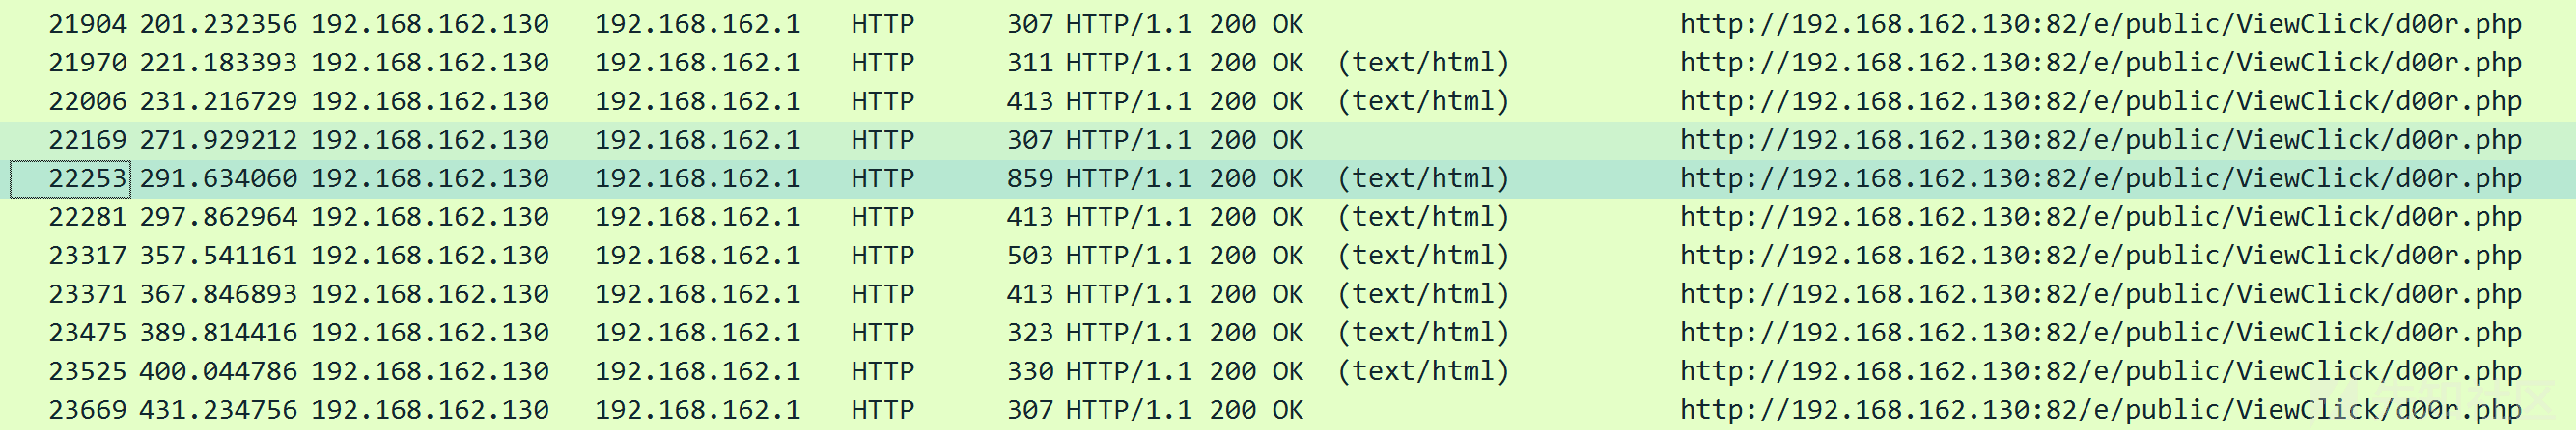 21904 201.232356 192.168.162.130 192.168.162.1 HTTP 307 HTTP/1.1 200 OK http://192.168.162.130:82/e/public/ViewClick/d00r.php
21970 221.183393 192.168.162.130 192.168.162.1 HTTP 311 HTTP/1.1 200 OK (text/html) http://192.168.162.130:82/e/public/ViewClick/d00r.php
22006 231.216729 192.168.162.130 192.168.162.1 HTTP 413 HTTP/1.1 200 OK (text/html) http://192.168.162.130:82/e/public/ViewClick/d00r.php
22169 271.929212 192.168.162.130 192.168.162.1 HTTP 307 HTTP/1.1 200 OK http://192.168.162.130:82/e/public/ViewClick/d00r.php
22253 291.634060 192.168.162.130 192.168.162.1 HTTP 859 HTTP/1.1 200 OK (text/html) http://192.168.162.130:82/e/public/ViewClick/d00r.php
22281 297.862964 192.168.162.130 192.168.162.1 HTTP 413 HTTP/1.1 200 OK (text/html) http://192.168.162.130:82/e/public/ViewClick/d00r.php
23317 357.541161 192.168.162.130 192.168.162.1 HTTP 503 HTTP/1.1 200 OK (text/html) http://192.168.162.130:82/e/public/ViewClick/d00r.php
23371 367.846893 192.168.162.130 192.168.162.1 HTTP 413 HTTP/1.1 200 OK (text/html) http://192.168.162.130:82/e/public/ViewClick/d00r.php
23475 389.814416 192.168.162.130 192.168.162.1 HTTP 323 HTTP/1.1 200 OK (text/html) http://192.168.162.130:82/e/public/ViewClick/d00r.php
23525 400.044786 192.168.162.130 192.168.162.1 HTTP 330 HTTP/1.1 200 OK (text/html) http://192.168.162.130:82/e/public/ViewClick/d00r.php
23669 431.234756 192.168.162.130 192.168.162.1 HTTP 307 HTTP/1.1 200 OK http://192.168.162.130:82/e/public/ViewClick/d00r.php